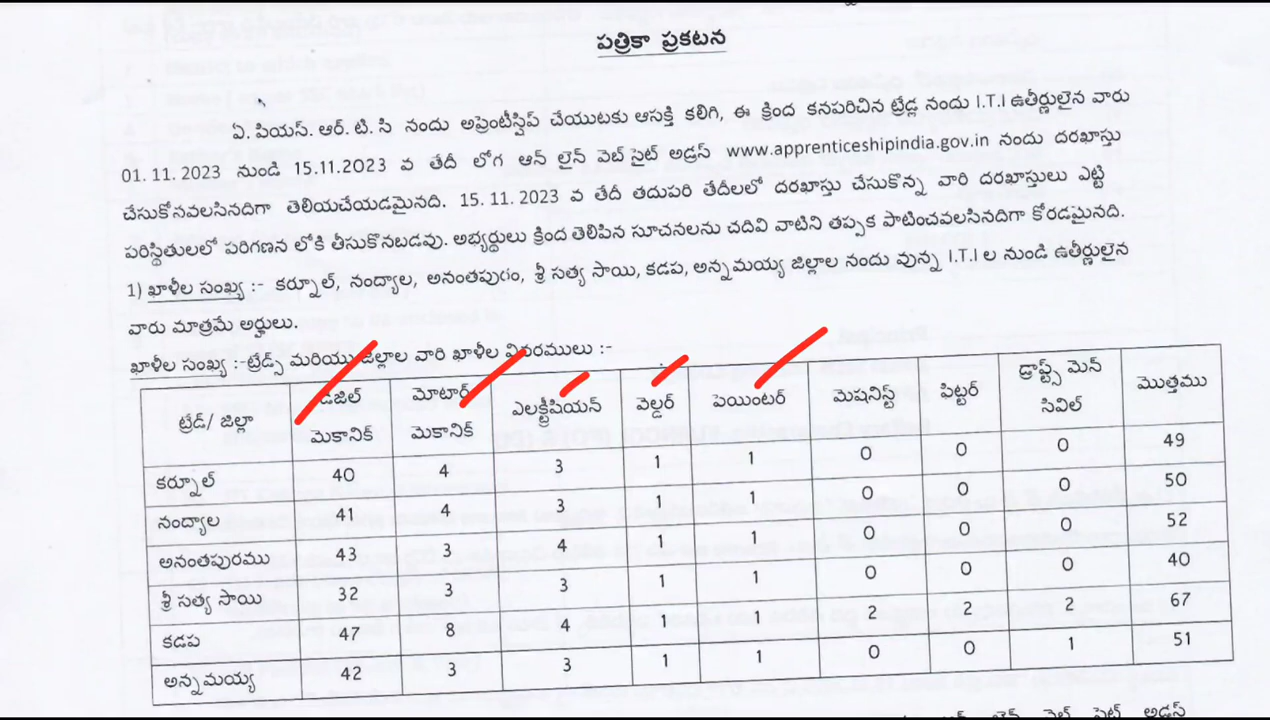 పత్రికా ప్రకటన
ఏ. పియస్. ఆర్. టి. సి నందు అప్రెంటీస్షిప్ చేయుటకు ఆసక్తి కలిగి, ఈ క్రింద కనపరిచిన ట్రేడ్ల నందు I.T.I ఉతీర్ణులైన వారు
01. 11. 2023 నుండి 15.11.2023 వ తేదీ లోగ ఆన్ లైన్ వెబ్ సైట్ అడ్రస్ www.apprenticeshipindia.gov.in నందు దరఖాస్తు
చేసుకోనవలసినదిగా తెలియచేయడమైనది. 15. 11. 2023 వ తేదీ తదుపరి తేదీలలో దరఖాస్తు చేసుకొన్న వారి దరఖాస్తులు ఎట్టి
పరిస్థితులలో పరిగణన లోకి తీసుకొనబడవు. అభ్యర్థులు క్రింద తెలిపిన సూచనలను చదివి వాటిని తప్పక పాటించవలసినదిగా కోరడమైనది.
1) ఖాళీల సంఖ్య :- కర్నూల్, నంద్యాల, అనంతపురం, శ్రీ సత్య సాయి, కడప, అన్నమయ్య జిల్లాల నందు వున్న I.T.I ల నుండి ఉతీర్ణులైన
వారు మాత్రమే అర్హులు.
ఖాళీల సంఖ్య :-ట్రేడ్స్ మరియు జిల్లాల వారి ఖాళీల వివరములు :-
ట్రేడ్/ జిల్లా డిజిల్ మెకానిక్ మోటార్ మెకానిక్ ఎలక్ట్రీషియన్ వెల్డర్ పెయింటర్ మెషనిస్ట్ ఫిట్టర్ డ్రాఫ్ట్స్ మెన్ సివిల్ మొత్తము
కర్నూల్ 40 4 3 1 1 0 0 0 49
నంద్యాల 41 4 3 1 1 0 0 0 50
అనంతపురము 43 3 4 1 1 0 0 0 52
శ్రీ సత్య సాయి 32 3 3 1 1 0 0 0 40
కడప 47 8 4 1 1 2 2 2 67
అన్నమయ్య 42 3 3 1 1 0 0 1 51
లైన్ వెబ్ సైట్ అడ్రస్